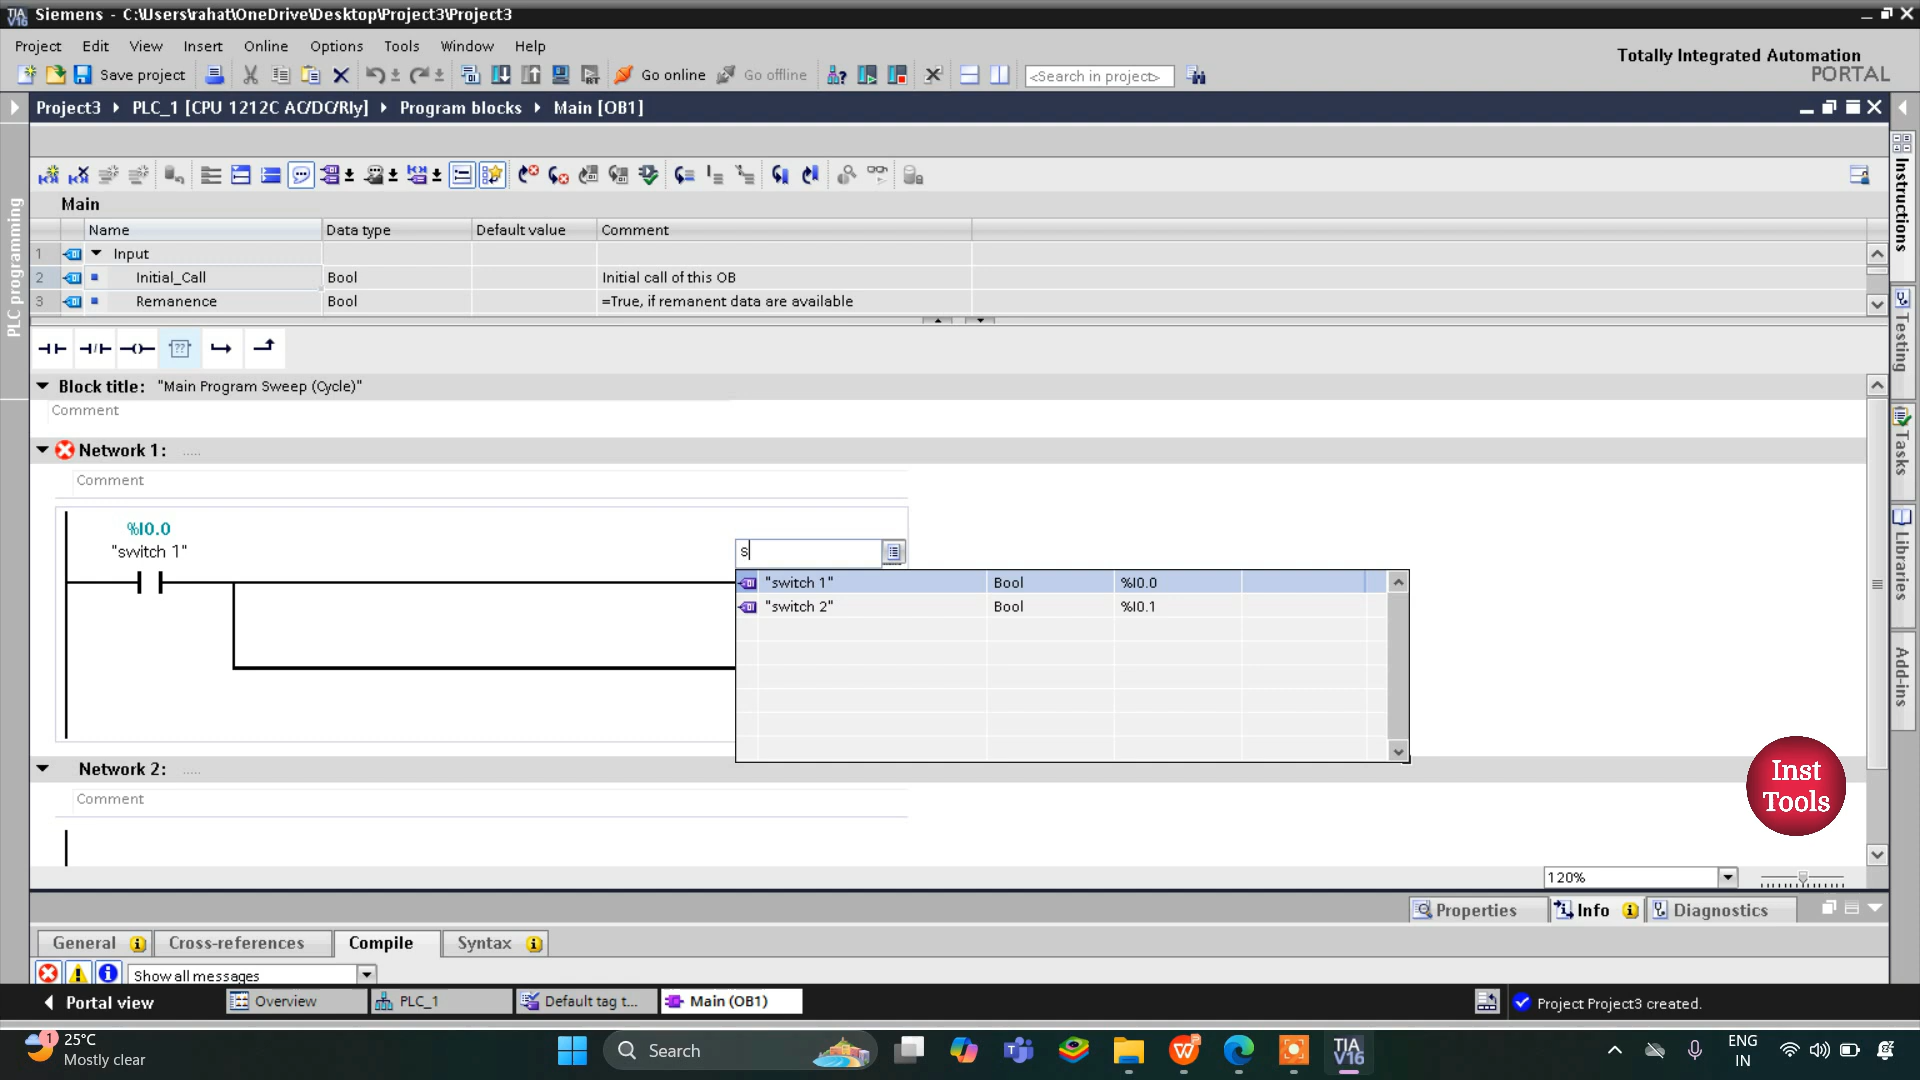 Siemens - C:\Users\rahat\OneDrive\Desktop\Project3\Project3
Project Edit View Insert Online Options Tools Window Help
Totally Integrated Automation
PORTAL
Save project
Go online
Go offline
<Search in project>
Project3 PLC_1 [CPU 1212C AC/DC/Rly] Program blocks Main [OB1]
PLC programming
Main
Name Data type Default value Comment
1 Input
2 Initial_Call Bool Initial call of this OB
3 Remanence Bool =True, if remanent data are available
??
Block title: "Main Program Sweep (Cycle)"
Comment
Network 1: .....
Comment
%I0.0
"switch 1"
s
"switch 1" Bool %I0.0
"switch 2" Bool %I0.1
Network 2: .....
Comment
Inst
Tools
120%
Properties Info Diagnostics
General Cross-references Compile Syntax
Show all messages
Portal view Overview PLC_1 Default tag t... Main (OB1)
Project Project3 created.
Instructions
Testing
Tasks
Libraries
Add-ins
1
25°C
Mostly clear
Search
TIA
V16
ENG
IN